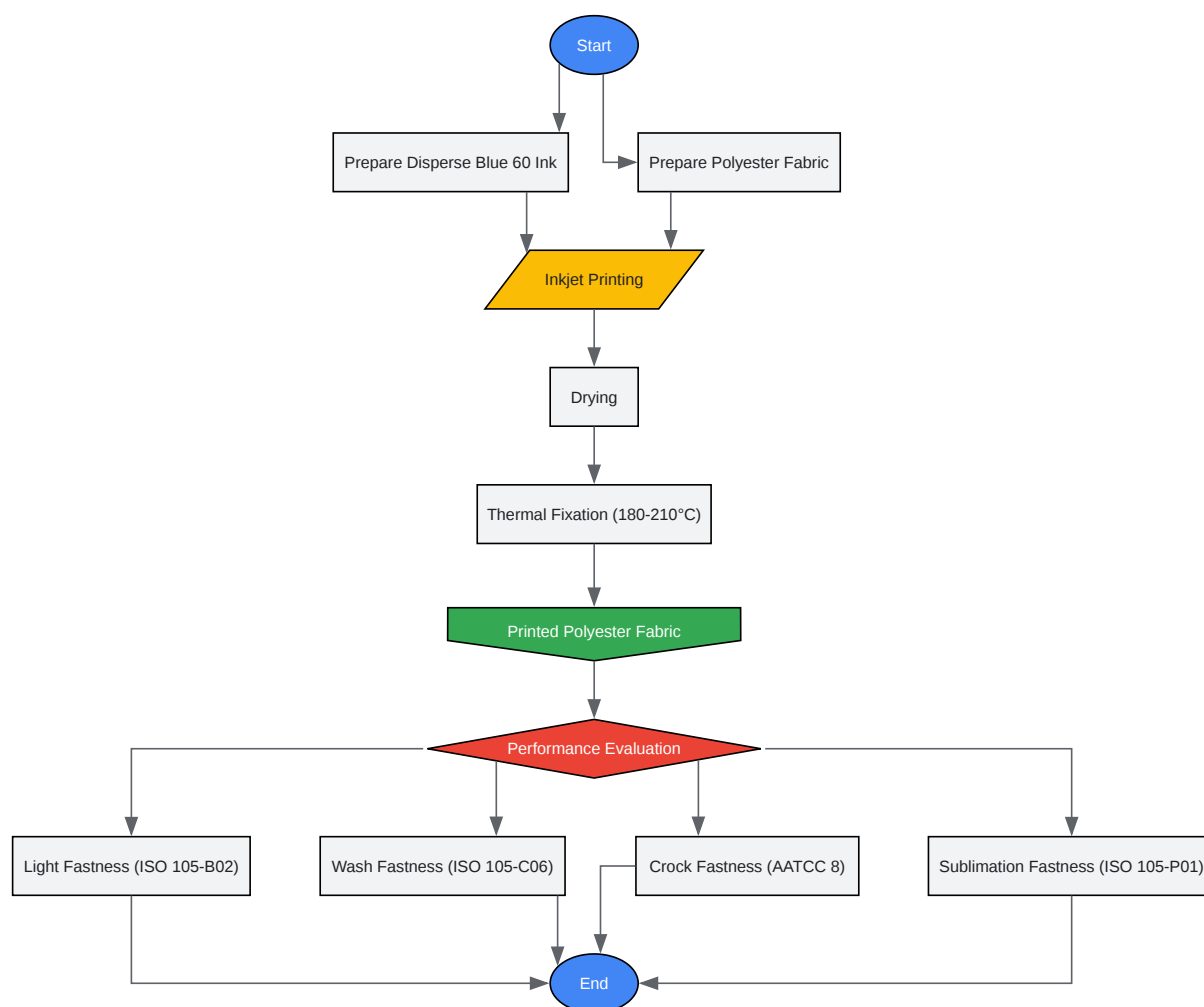 Start
Prepare Disperse Blue 60 Ink
Prepare Polyester Fabric
Inkjet Printing
Drying
Thermal Fixation (180-210°C)
Printed Polyester Fabric
Performance Evaluation
Light Fastness (ISO 105-B02)
Wash Fastness (ISO 105-C06)
Crock Fastness (AATCC 8)
Sublimation Fastness (ISO 105-P01)
End